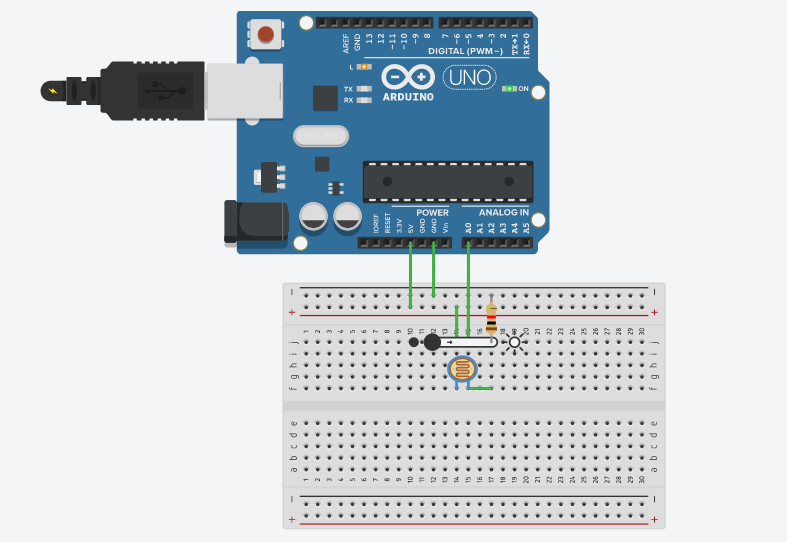 AREF GND 13 12 ~11 ~10 ~9 8 7 ~6 ~5 4 ~3 2 TX→1 RX←0
DIGITAL (PWM~)
L
TX
RX
ARDUINO
UNO
ON
POWER ANALOG IN
IOREF RESET 3.3V 5V GND GND Vin A0 A1 A2 A3 A4 A5
− −
+ +
1 2 3 4 5 6 7 8 9 10 11 12 13 14 15 16 17 18 19 20 21 22 23 24 25 26 27 28 29 30
j j
i i
h h
g g
f f
e e
d d
c c
b b
a a
1 2 3 4 5 6 7 8 9 10 11 12 13 14 15 16 17 18 19 20 21 22 23 24 25 26 27 28 29 30
− −
+ +